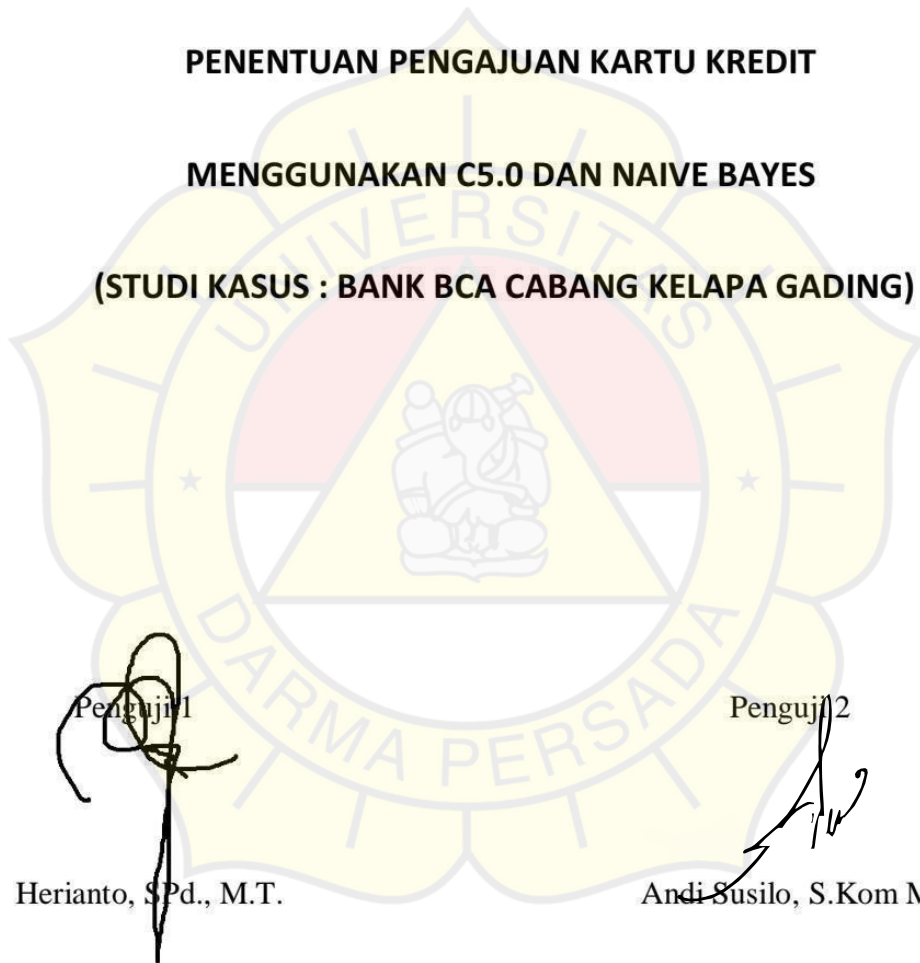 PENENTUAN PENGAJUAN KARTU KREDIT
MENGGUNAKAN C5.0 DAN NAIVE BAYES
(STUDI KASUS : BANK BCA CABANG KELAPA GADING)
UNIVERSITAS
DARMA PERSADA
Penguji 1 Penguji 2
Herianto, SPd., M.T. Andi Susilo, S.Kom